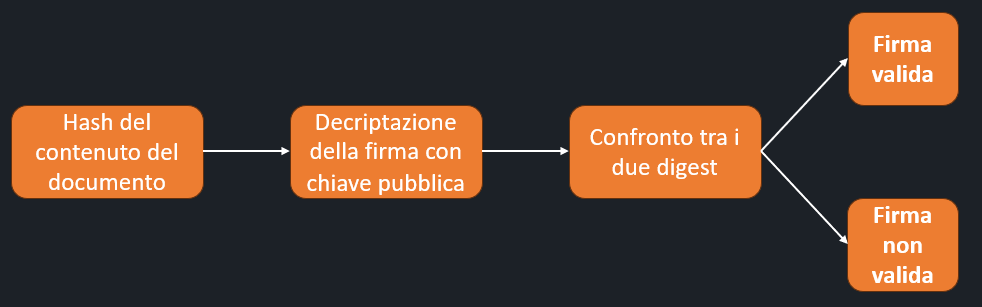 Hash del
contenuto del
documento
Decriptazione
della firma con
chiave pubblica
Confronto tra i
due digest
Firma
valida
Firma
non
valida